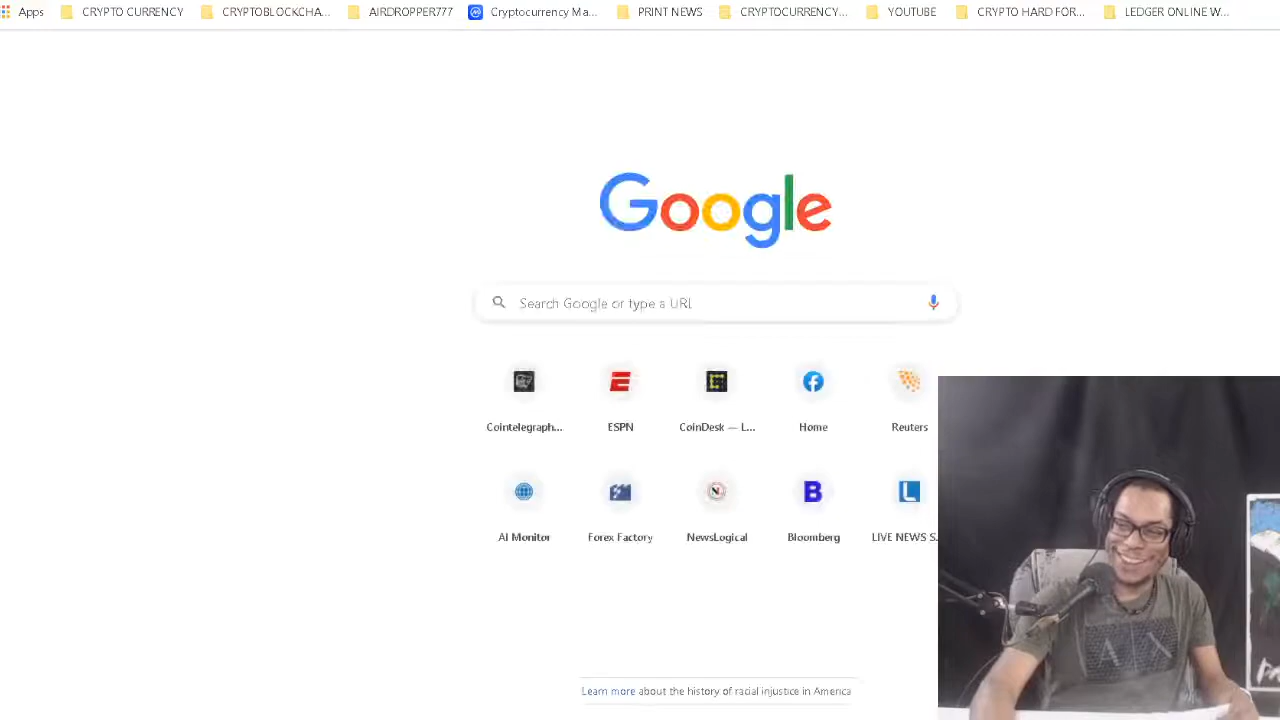 Apps CRYPTO CURRENCY CRYPTOBLOCKCHA... AIRDROPPER777 Cryptocurrency Ma... PRINT NEWS CRYPTOCURRENCY... YOUTUBE CRYPTO HARD FOR... LEDGER ONLINE W...
Google
Search Google or type a URL
Cointelegraph... ESPN CoinDesk — L... Home Reuters
AI Monitor Forex Factory NewsLogical Bloomberg LIVE NEWS S...
A|X
Learn more about the history of racial injustice in America